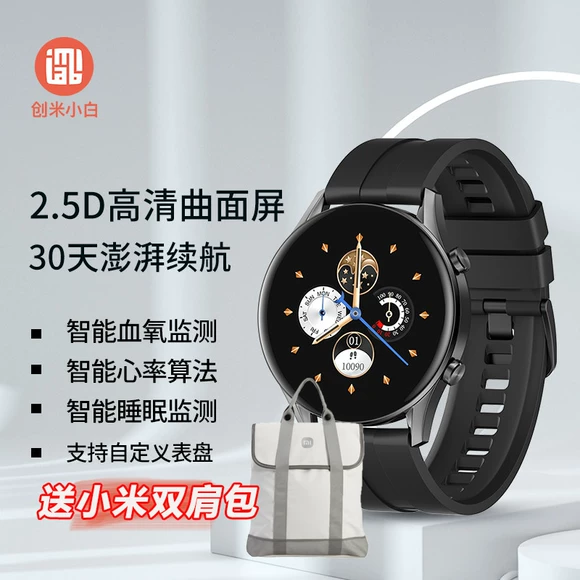 创米小白
2.5D高清曲面屏
30天澎湃续航
智能血氧监测
智能心率算法
智能睡眠监测
支持自定义表盘
送小米双肩包
01
10090